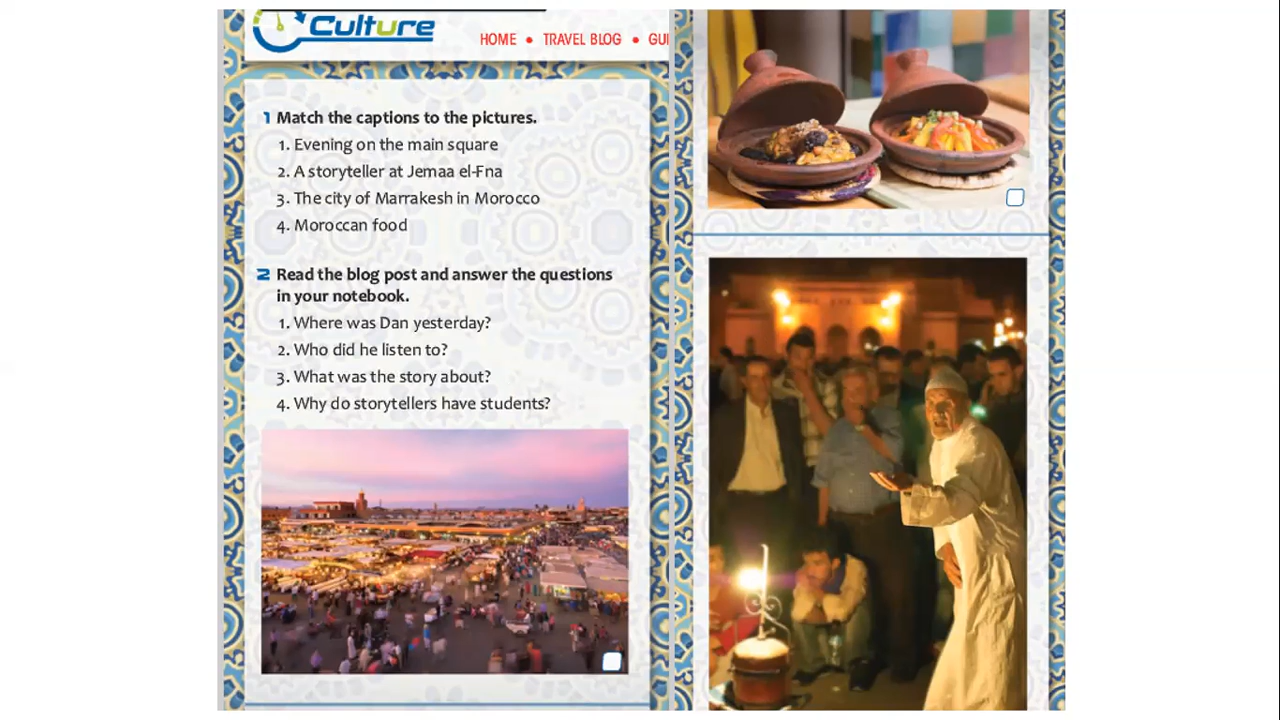 Culture
HOME • TRAVEL BLOG •
1 Match the captions to the pictures.
1. Evening on the main square
2. A storyteller at Jemaa el-Fna
3. The city of Marrakesh in Morocco
4. Moroccan food
2 Read the blog post and answer the questions
in your notebook.
1. Where was Dan yesterday?
2. Who did he listen to?
3. What was the story about?
4. Why do storytellers have students?